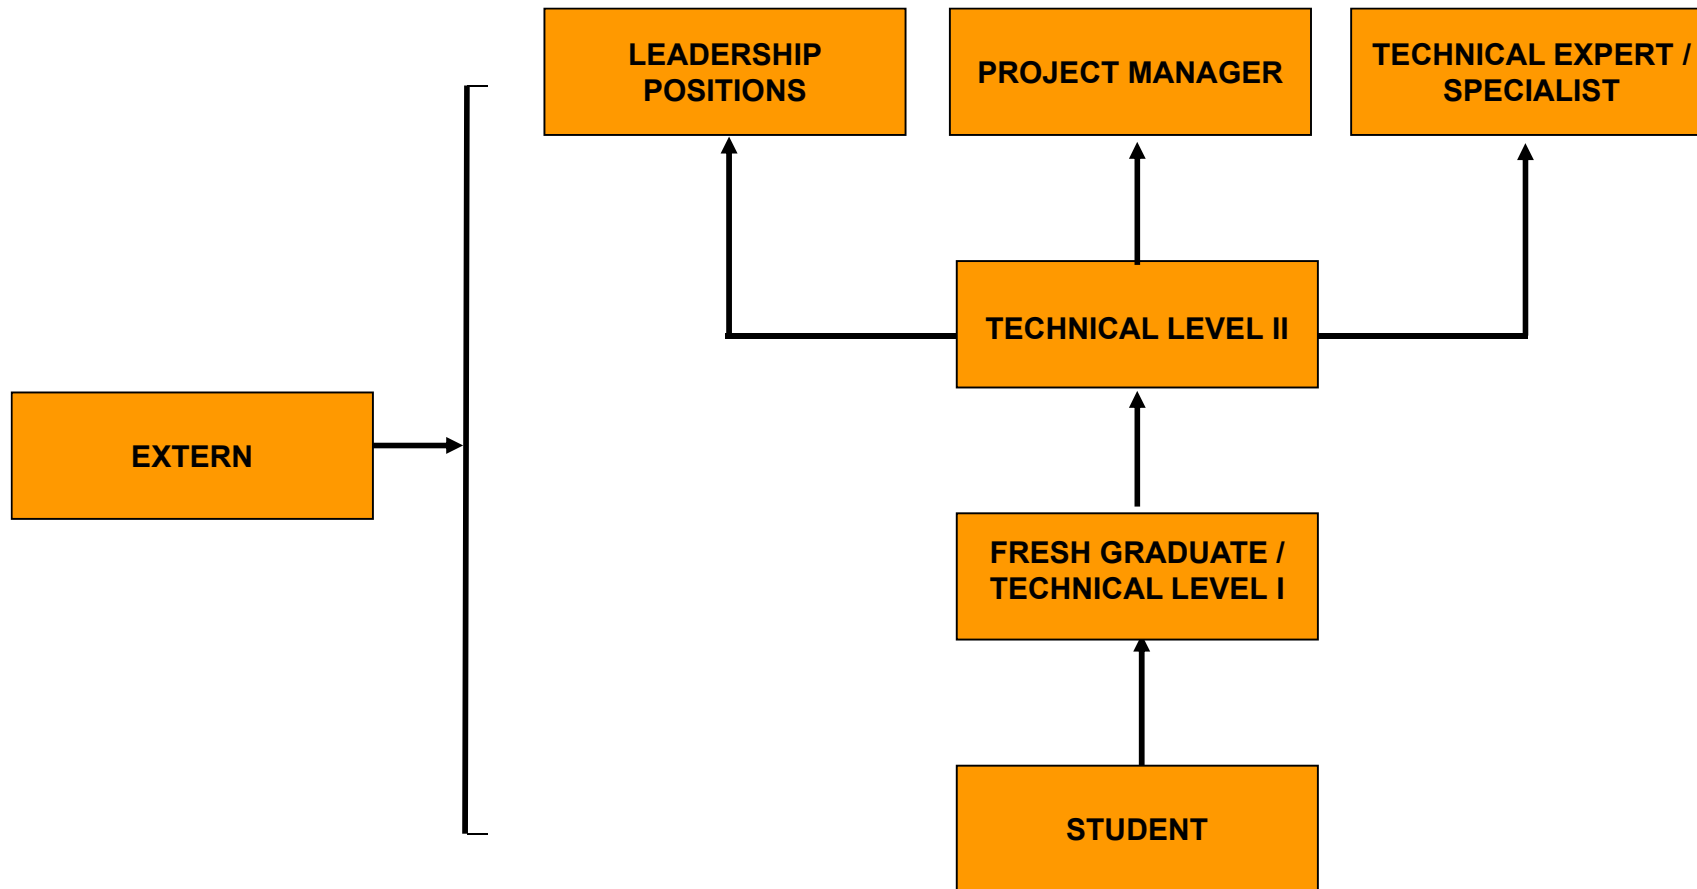 LEADERSHIP
POSITIONS
PROJECT MANAGER
TECHNICAL EXPERT /
SPECIALIST
TECHNICAL LEVEL II
EXTERN
FRESH GRADUATE /
TECHNICAL LEVEL I
STUDENT